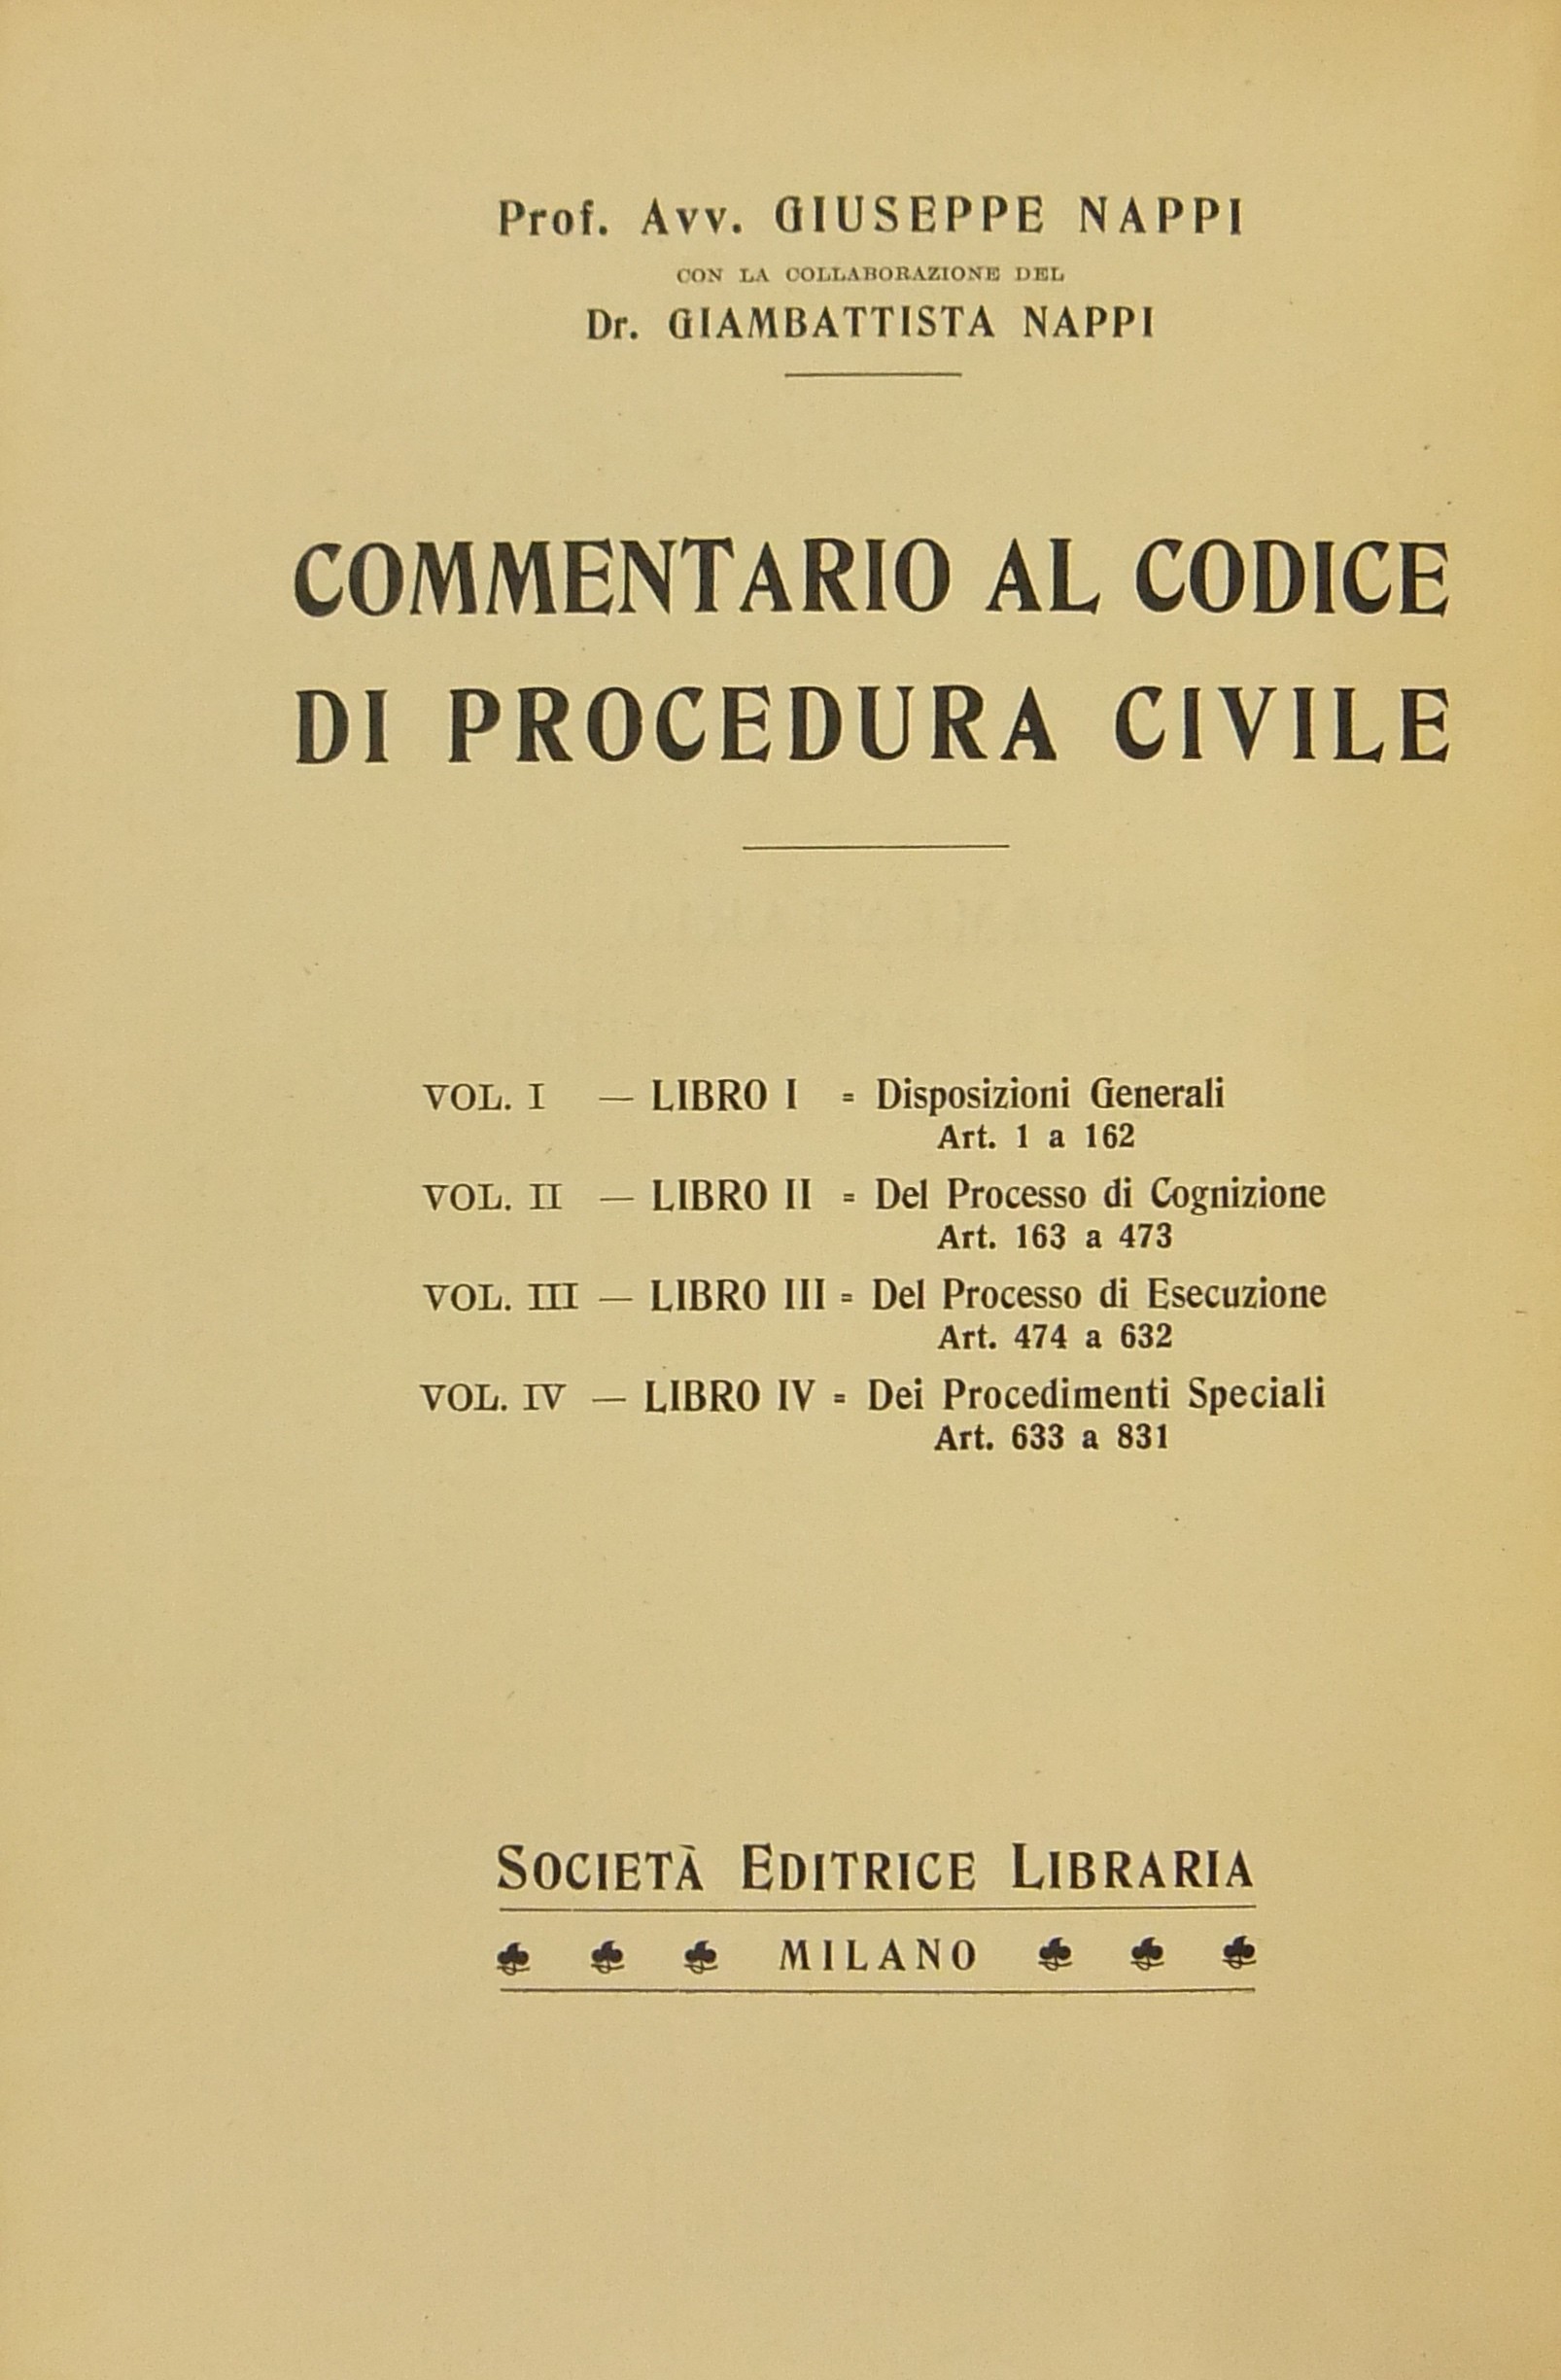 Prof. Avv. GIUSEPPE NAPPI
CON LA COLLABORAZIONE DEL
Dr. GIAMBATTISTA NAPPI
COMMENTARIO AL CODICE
DI PROCEDURA CIVILE
VOL. I — LIBRO I = Disposizioni Generali
Art. 1 a 162
VOL. II — LIBRO II = Del Processo di Cognizione
Art. 163 a 473
VOL. III — LIBRO III = Del Processo di Esecuzione
Art. 474 a 632
VOL. IV — LIBRO IV = Dei Procedimenti Speciali
Art. 633 a 831
SOCIETÀ EDITRICE LIBRARIA
MILANO